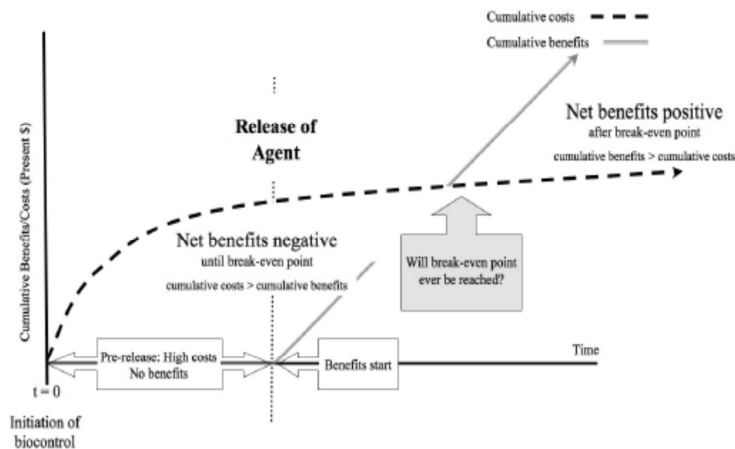 Cumulative costs
Cumulative benefits
Cumulative Benefits/Costs (Present $)
Release of
Agent
Net benefits positive
after break-even point
cumulative benefits > cumulative costs
Net benefits negative
until break-even point
cumulative costs > cumulative benefits
Will break-even point
ever be reached?
Pre-release: High costs
No benefits
Benefits start
Time
t = 0
Initiation of
biocontrol